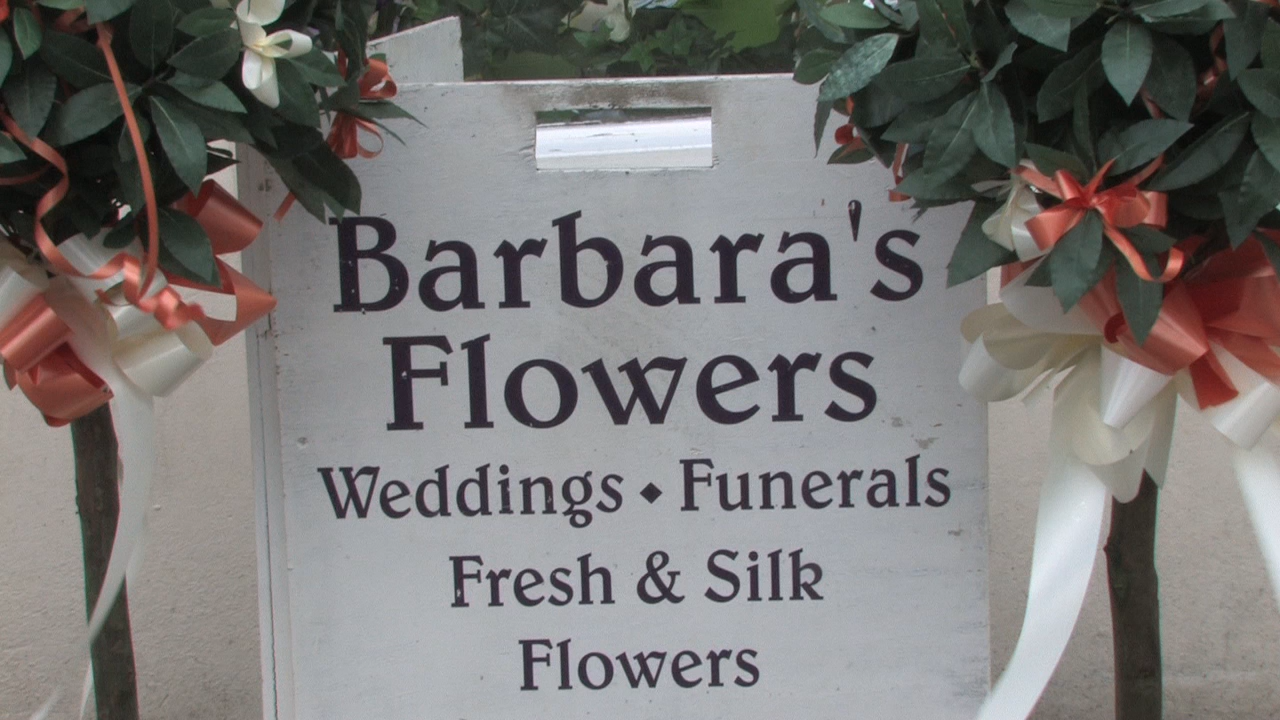 Barbara's
Flowers
Weddings ⬥ Funerals
Fresh & Silk
Flowers